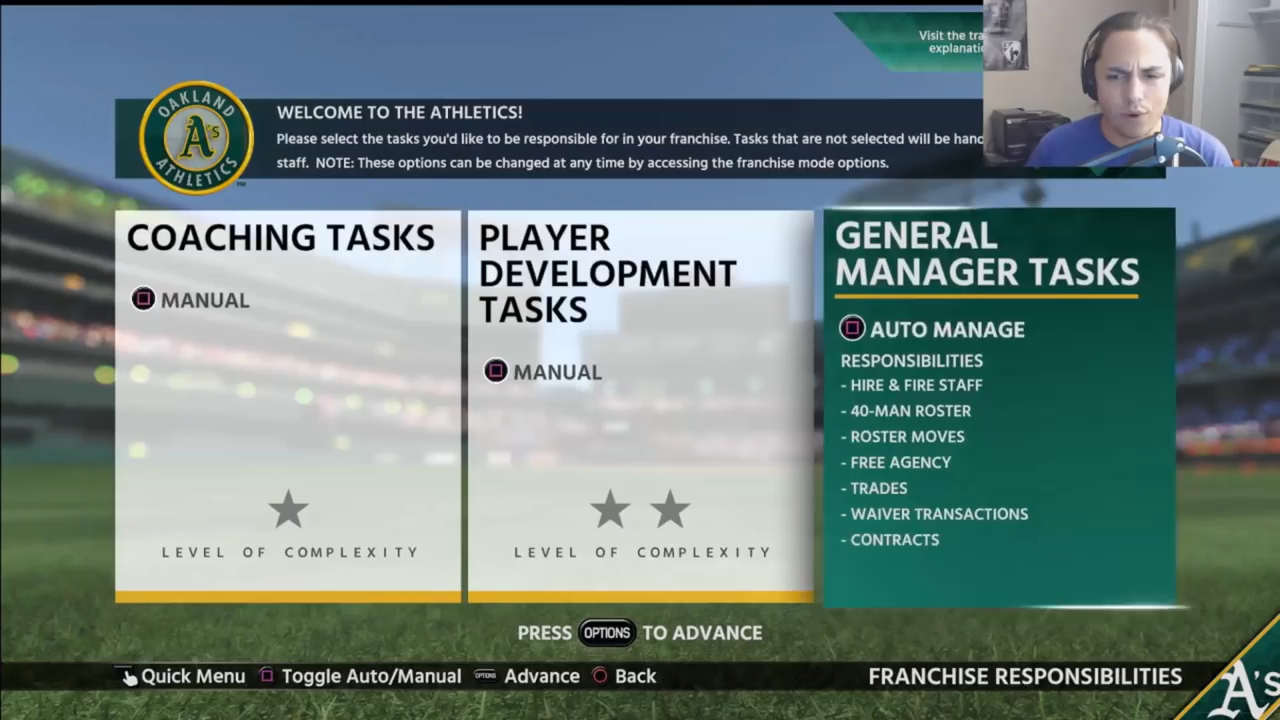 Visit the
WELCOME TO THE ATHLETICS!
Please select the tasks you'd like to be responsible for in your franchise. Tasks that are not selected will be
staff. NOTE: These options can be changed at any time by accessing the franchise mode options.
OAKLAND
A's
ATHLETICS
COACHING TASKS
MANUAL
LEVEL OF COMPLEXITY
PLAYER
DEVELOPMENT
TASKS
MANUAL
LEVEL OF COMPLEXITY
GENERAL
MANAGER TASKS
AUTO MANAGE
RESPONSIBILITIES
- HIRE & FIRE STAFF
- 40-MAN ROSTER
- ROSTER MOVES
- FREE AGENCY
- TRADES
- WAIVER TRANSACTIONS
- CONTRACTS
PRESS OPTIONS TO ADVANCE
Quick Menu Toggle Auto/Manual OPTIONS Advance Back
FRANCHISE RESPONSIBILITIES
A's